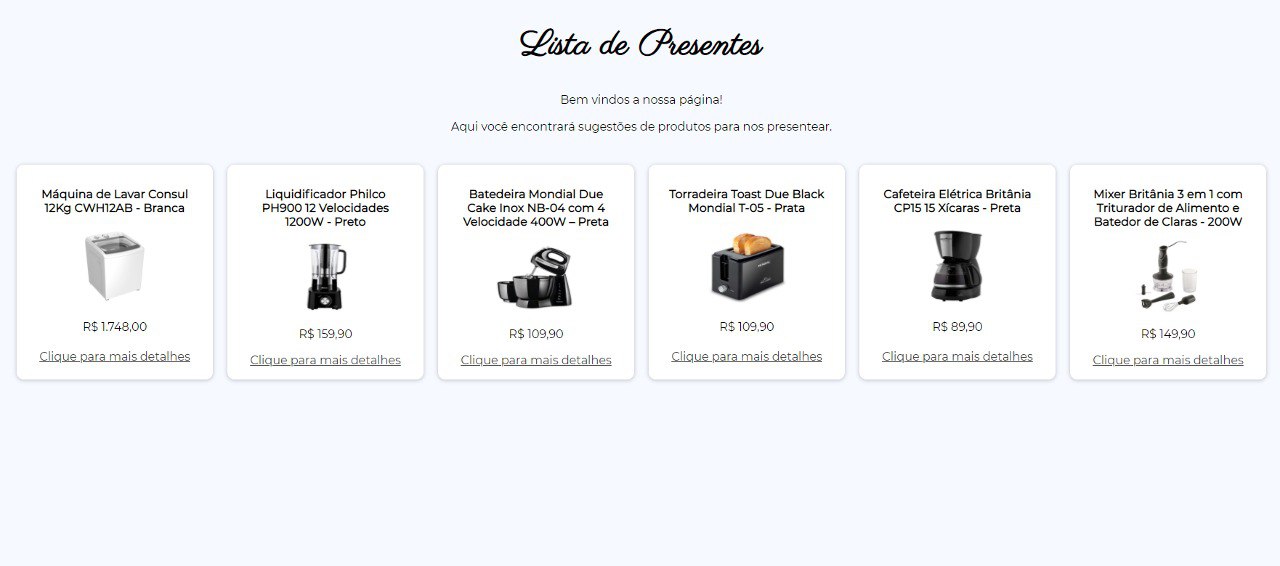 Lista de Presentes
Bem vindos a nossa página!
Aqui você encontrará sugestões de produtos para nos presentear.
Máquina de Lavar Consul
12Kg CWH12AB - Branca
R$ 1.748,00
Clique para mais detalhes
Liquidificador Philco
PH900 12 Velocidades
1200W - Preto
R$ 159,90
Clique para mais detalhes
Batedeira Mondial Due
Cake Inox NB-04 com 4
Velocidade 400W – Preta
R$ 109,90
Clique para mais detalhes
Torradeira Toast Due Black
Mondial T-05 - Prata
R$ 109,90
Clique para mais detalhes
Cafeteira Elétrica Britânia
CP15 15 Xícaras - Preta
R$ 89,90
Clique para mais detalhes
Mixer Britânia 3 em 1 com
Triturador de Alimento e
Batedor de Claras - 200W
R$ 149,90
Clique para mais detalhes